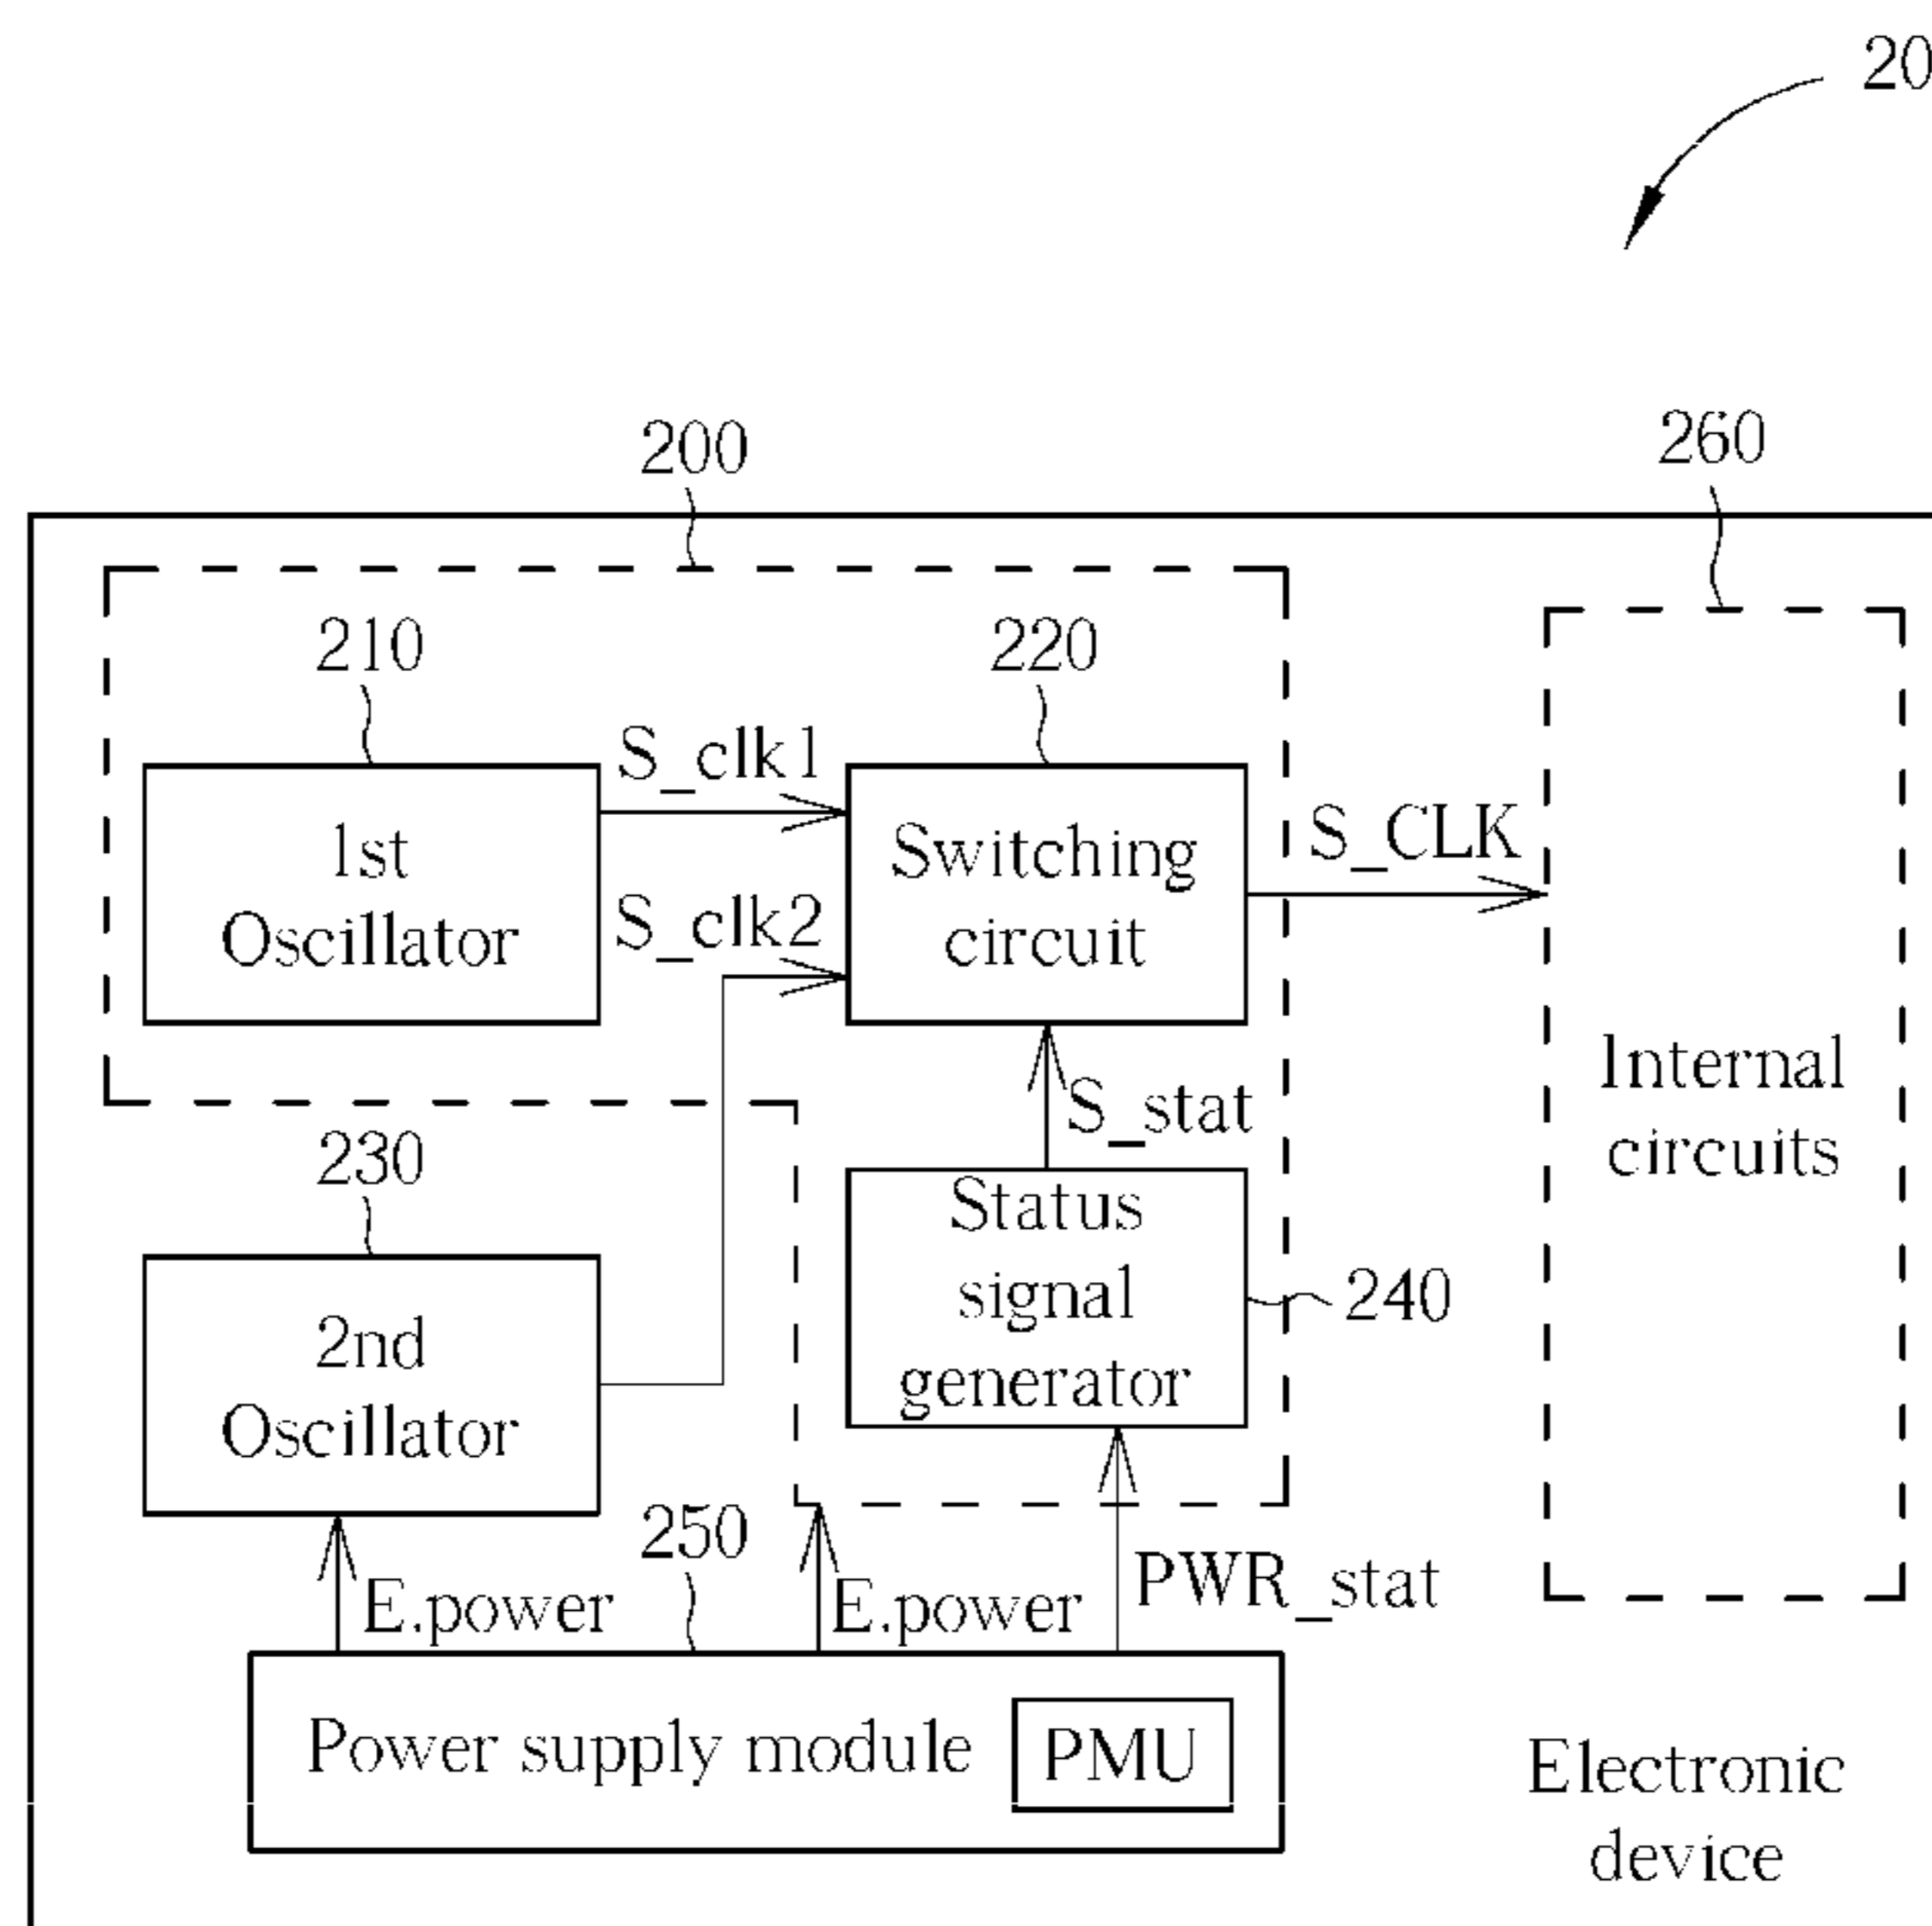 20
200
260
210
220
S_clk1
1st
Oscillator
Switching
circuit
S_CLK
S_clk2
Internal
circuits
S_stat
230
Status
signal
generator
240
2nd
Oscillator
250
E.power
E.power
PWR_stat
Power supply module
PMU
Electronic
device